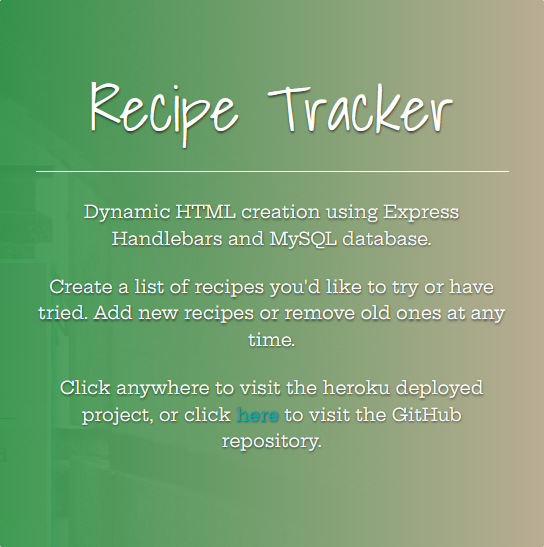 Recipe Tracker
Dynamic HTML creation using Express
Handlebars and MySQL database.
Create a list of recipes you'd like to try or have
tried. Add new recipes or remove old ones at any
time.
Click anywhere to visit the heroku deployed
project, or click here to visit the GitHub
repository.